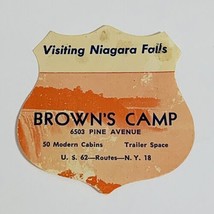 Visiting Niagara Falls
BROWN'S CAMP
6503 PINE AVENUE
50 Modern Cabins Trailer Space
U. S. 62—Routes—N. Y. 18